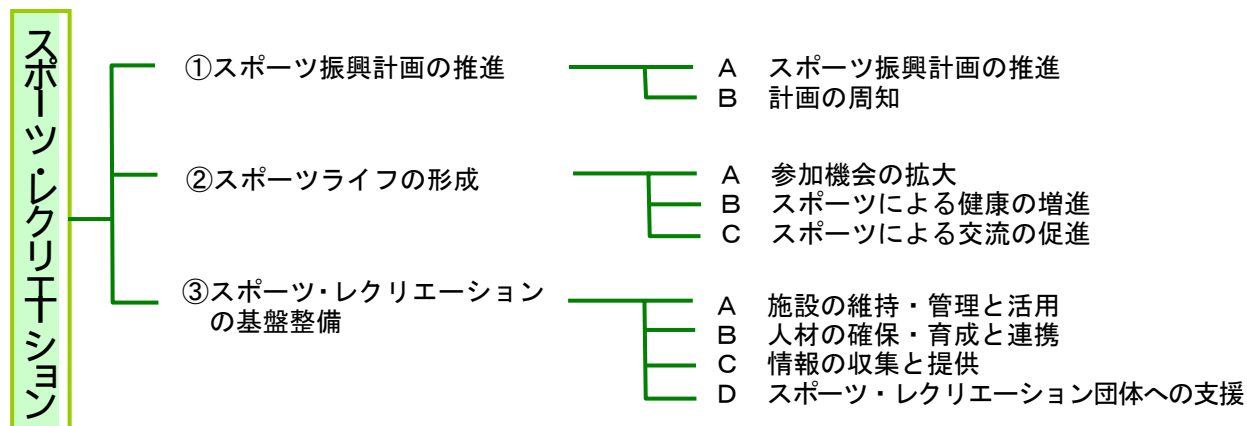 スポーツ・レクリエーション
①スポーツ振興計画の推進
A スポーツ振興計画の推進
B 計画の周知
②スポーツライフの形成
A 参加機会の拡大
B スポーツによる健康の増進
C スポーツによる交流の促進
③スポーツ・レクリエーション
の基盤整備
A 施設の維持・管理と活用
B 人材の確保・育成と連携
C 情報の収集と提供
D スポーツ・レクリエーション団体への支援